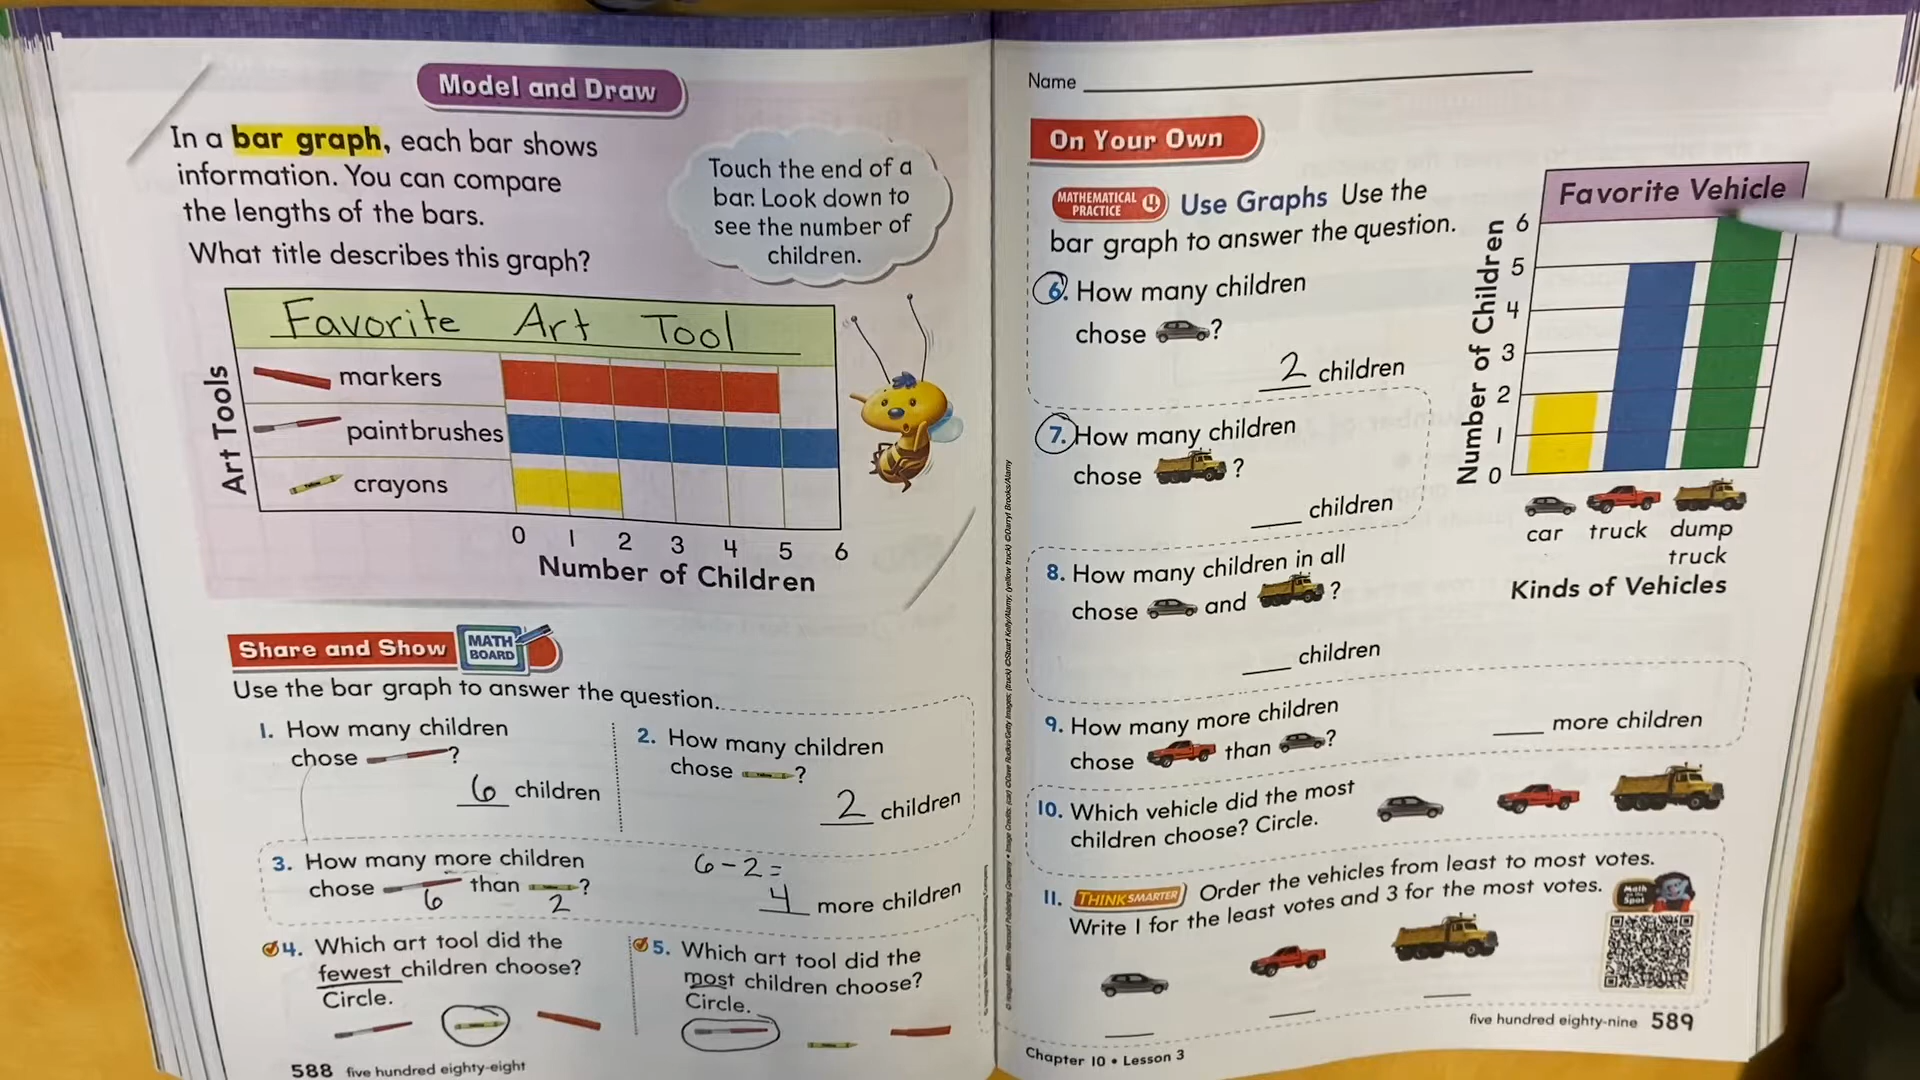 Model and Draw
In a bar graph, each bar shows
information. You can compare
the lengths of the bars.
What title describes this graph?
Touch the end of a
bar. Look down to
see the number of
children.
Favorite Art Tool
Art Tools
markers
paintbrushes
crayons
0 1 2 3 4 5 6
Number of Children
Share and Show
MATH
BOARD
Use the bar graph to answer the question.
1. How many children
chose ?
6 children
2. How many children
chose ?
2 children
3. How many more children
chose than ?
6 2
6 - 2 =
4 more children
4. Which art tool did the
fewest children choose?
Circle.
5. Which art tool did the
most children choose?
Circle.
588 five hundred eighty-eight
Name
On Your Own
MATHEMATICAL
PRACTICE 4
Use Graphs Use the
bar graph to answer the question.
6. How many children
chose ?
2 children
7. How many children
chose ?
children
8. How many children in all
chose and ?
children
9. How many more children
chose than ?
more children
10. Which vehicle did the most
children choose? Circle.
11. THINK SMARTER Order the vehicles from least to most votes.
Write 1 for the least votes and 3 for the most votes.
Math
on the
Spot
Favorite Vehicle
Number of Children
6
5
4
3
2
1
0
car truck dump
truck
Kinds of Vehicles
Chapter 10 • Lesson 3
five hundred eighty-nine 589